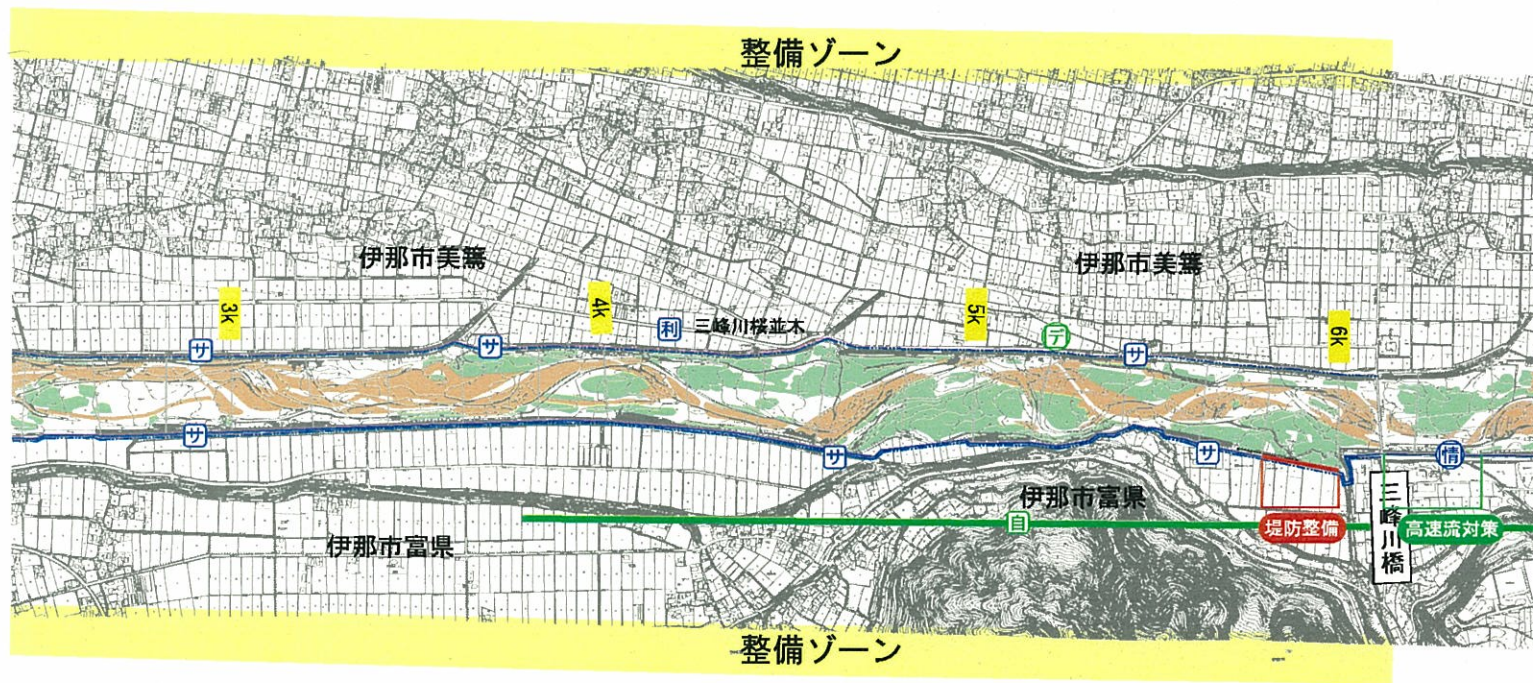 整備ゾーン
伊那市美篶
伊那市美篶
3k
4k
利
三峰川桜並木
5k
デ
6k
サ
サ
サ
サ
サ
サ
情
伊那市富県
自
伊那市富県
堤防整備
三峰川橋
高速流対策
整備ゾーン